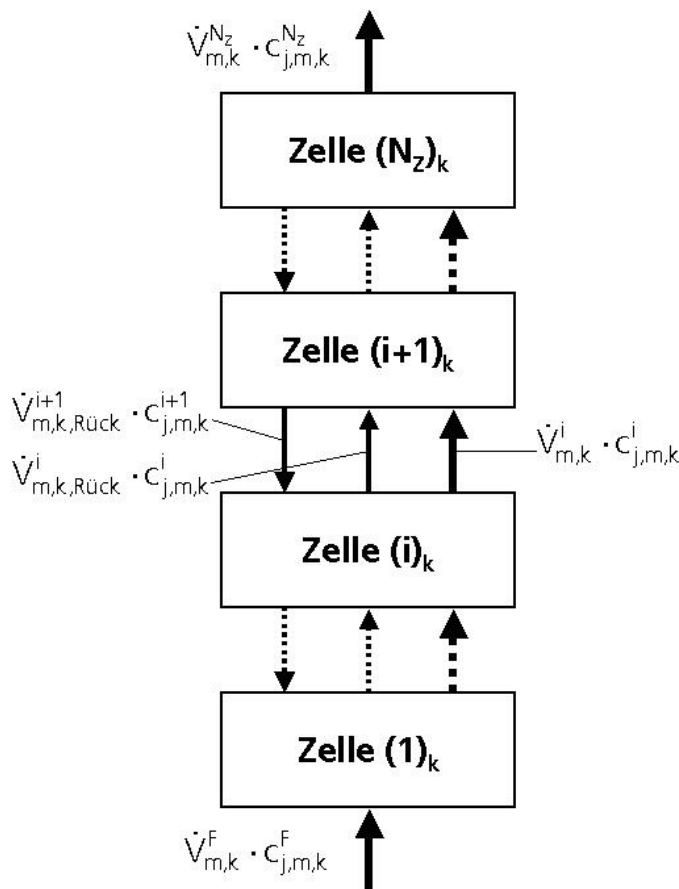 V̇_{m,k}^{N_z} · c_{j,m,k}^{N_z}
Zelle (N_Z)_k
Zelle (i+1)_k
V̇_{m,k,Rück}^{i+1} · c_{j,m,k}^{i+1}
V̇_{m,k,Rück}^{i} · c_{j,m,k}^{i}
V̇_{m,k}^{i} · c_{j,m,k}^{i}
Zelle (i)_k
Zelle (1)_k
V̇_{m,k}^{F} · c_{j,m,k}^{F}